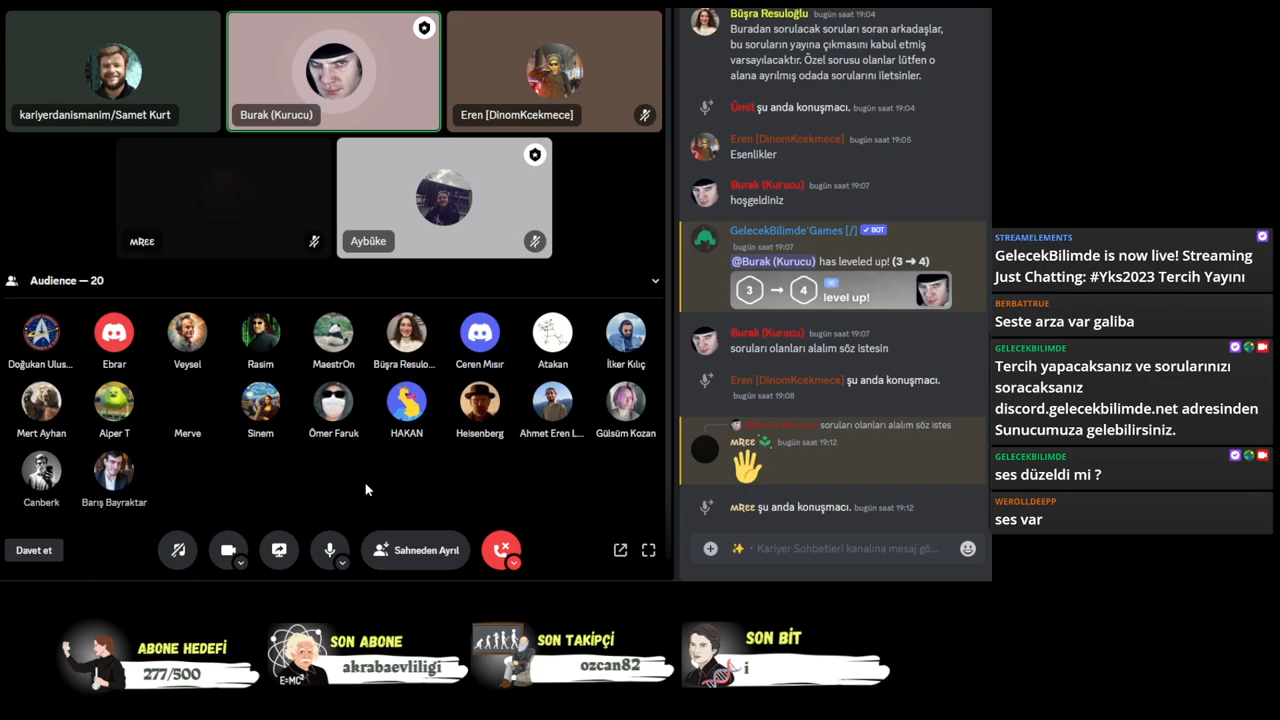 kariyerdanismanim/Samet Kurt
Burak (Kurucu)
Eren [DinomKcekmece]
mRee
Aybüke
Audience — 20
Doğukan Ulus...
Ebrar
Veysel
Rasim
MaestrOn
Büşra Resulo...
Ceren Mısır
Atakan
İlker Kılıç
Mert Ayhan
Alper T
Merve
Sinem
Ömer Faruk
HAKAN
Heisenberg
Ahmet Eren L...
Gülsüm Kozan
Canberk
Barış Bayraktar
Davet et
Sahneden Ayrıl
Büşra Resuloğlu bugün saat 19:04
Buradan sorulacak soruları soran arkadaşlar,
bu soruların yayına çıkmasını kabul etmiş
varsayılacaktır. Özel sorusu olanlar lütfen o
alana ayrılmış odada sorularını iletsinler.
Ümit şu anda konuşmacı. bugün saat 19:04
Eren [DinomKcekmece] bugün saat 19:05
Esenlikler
Burak (Kurucu) bugün saat 19:07
hoşgeldiniz
GelecekBilimde'Games [/] ✓ BOT
bugün saat 19:07
@Burak (Kurucu) has leveled up! (3 ➜ 4)
3 → 4 level up!
Burak (Kurucu) bugün saat 19:07
soruları olanları alalım söz istesin
Eren [DinomKcekmece] şu anda konuşmacı.
bugün saat 19:08
soruları olanları alalım söz istes
mRee bugün saat 19:12
mRee şu anda konuşmacı. bugün saat 19:12
Kariyer Sohbetleri kanalına mesaj gö...
STREAMELEMENTS
GelecekBilimde is now live! Streaming
Just Chatting: #Yks2023 Tercih Yayını
BERBATTRUE
Seste arza var galiba
GELECEKBILIMDE
Tercih yapacaksanız ve sorularınızı
soracaksanız
discord.gelecekbilimde.net adresinden
Sunucumuza gelebilirsiniz.
GELECEKBILIMDE
ses düzeldi mi ?
WEROLLDEEPP
ses var
ABONE HEDEFİ
277/500
E=MC²
SON ABONE
akrabaevliligi
SON TAKİPÇİ
ozcan82
SON BİT
i